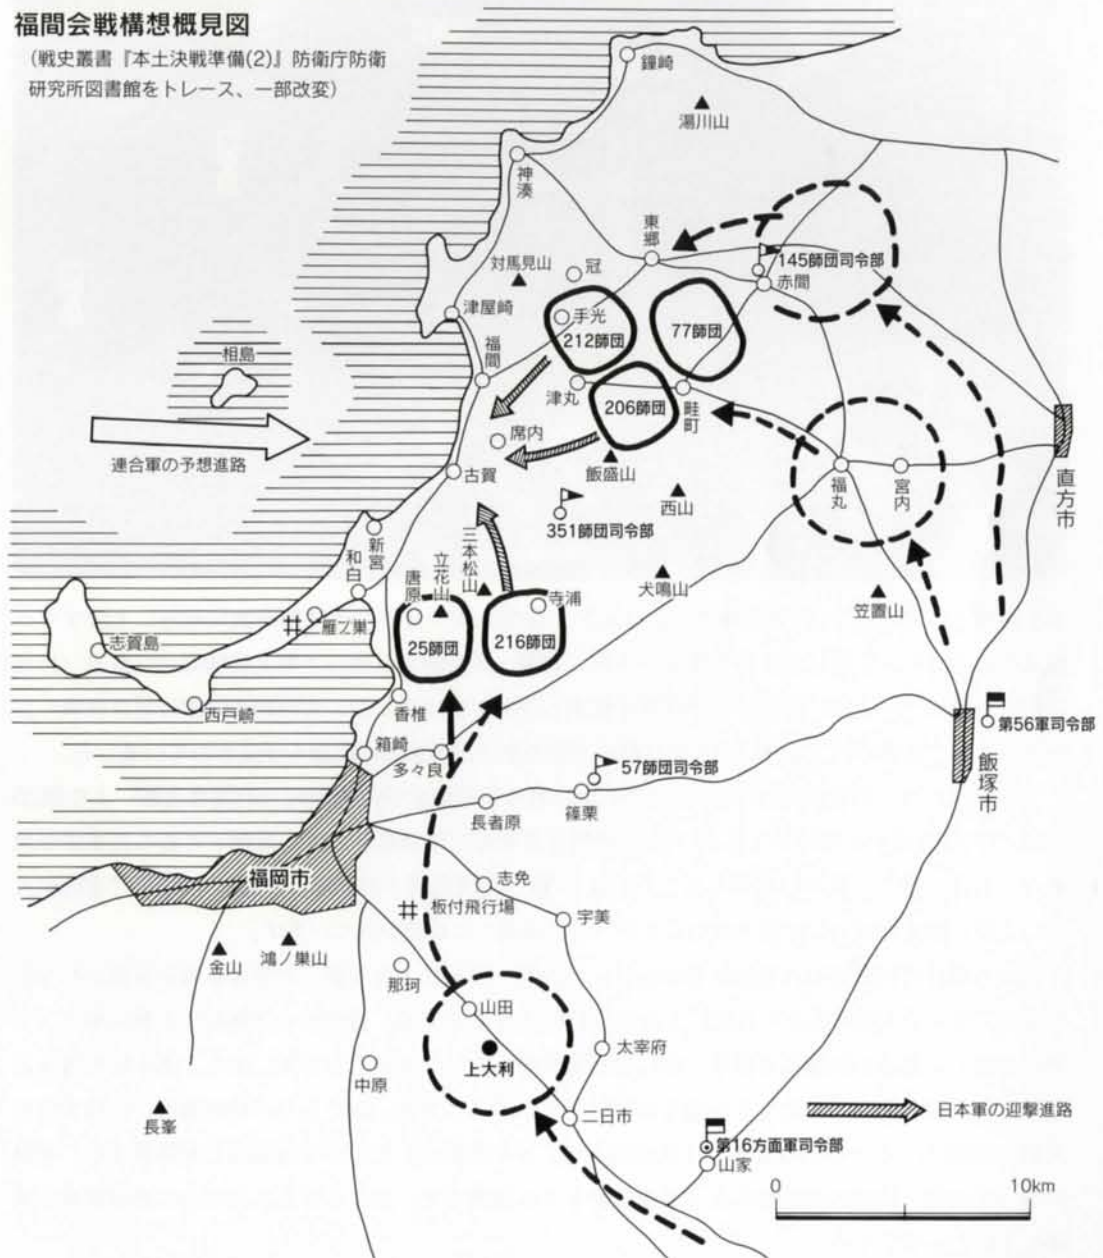 福間会戦構想概見図
(戦史叢書『本土決戦準備(2)』防衛庁防衛
研究所図書館をトレース、一部改変)
鐘崎
湯川山
神湊
東郷
145師団司令部
赤間
対馬見山
冠
津屋崎
手光
212師団
77師団
福間
相島
津丸
206師団
畦町
連合軍の予想進路
席内
古賀
飯盛山
西山
福丸
宮内
直方市
351師団司令部
新宮
和白
三本松山
立花山
唐原
寺浦
犬鳴山
笠置山
雁ノ巣
志賀島
25師団
216師団
西戸崎
香椎
第56軍司令部
箱崎
多々良
57師団司令部
飯塚市
長者原
篠栗
福岡市
志免
板付飛行場
宇美
金山
鴻ノ巣山
那珂
山田
上大利
太宰府
中原
長峯
二日市
日本軍の迎撃進路
第16方面軍司令部
山家
0
10km